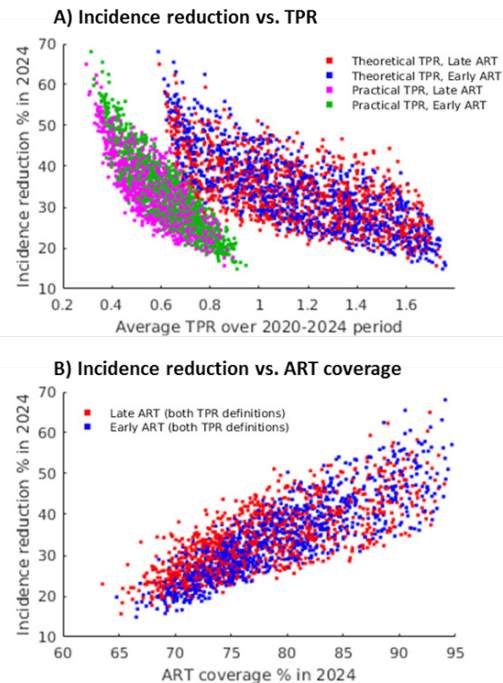 A) Incidence reduction vs. TPR
Incidence reduction % in 2024
70
60
50
40
30
20
10
Theoretical TPR, Late ART
Theoretical TPR, Early ART
Practical TPR, Late ART
Practical TPR, Early ART
0.2 0.4 0.6 0.8 1 1.2 1.4 1.6
Average TPR over 2020-2024 period
B) Incidence reduction vs. ART coverage
Incidence reduction % in 2024
70
60
50
40
30
20
10
Late ART (both TPR definitions)
Early ART (both TPR definitions)
60 65 70 75 80 85 90 95
ART coverage % in 2024